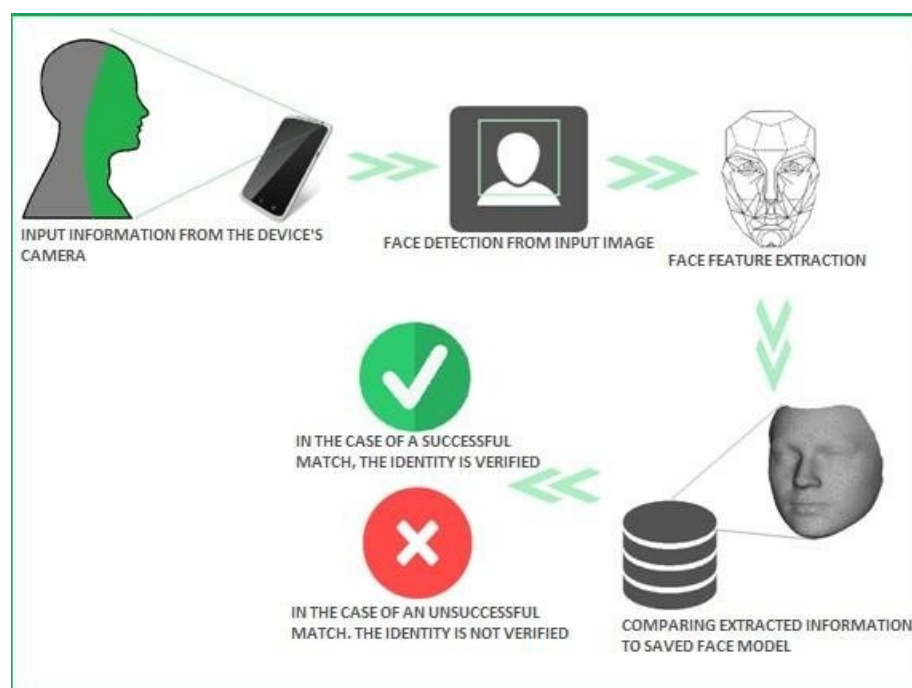 INPUT INFORMATION FROM THE DEVICE'S
CAMERA
FACE DETECTION FROM INPUT IMAGE
FACE FEATURE EXTRACTION
IN THE CASE OF A SUCCESSFUL
MATCH, THE IDENTITY IS VERIFIED
IN THE CASE OF AN UNSUCCESSFUL
MATCH. THE IDENTITY IS NOT VERIFIED
COMPARING EXTRACTED INFORMATION
TO SAVED FACE MODEL